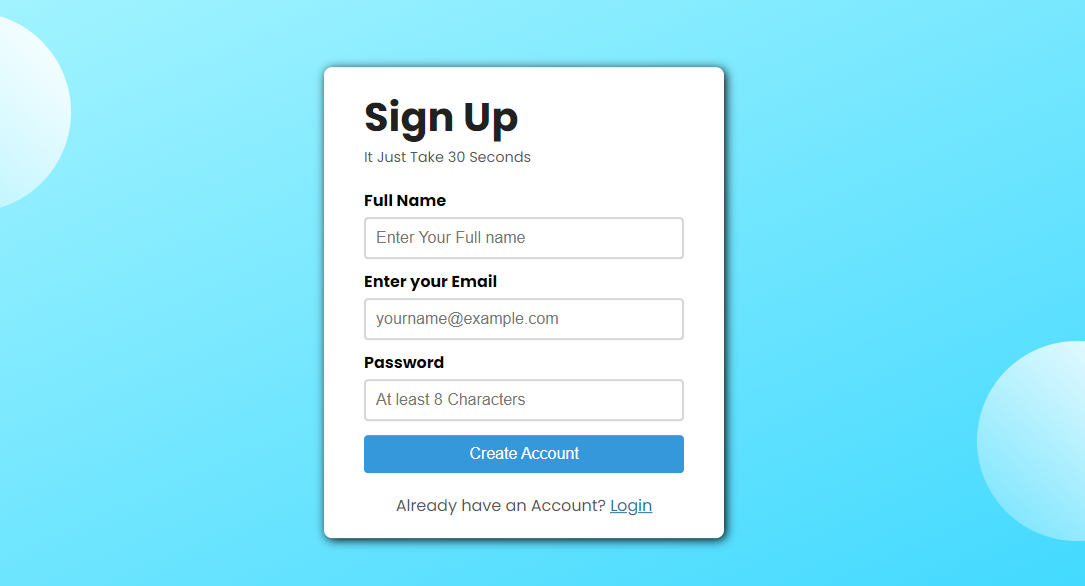 Sign Up
It Just Take 30 Seconds
Full Name
Enter Your Full name
Enter your Email
yourname@example.com
Password
At least 8 Characters
Create Account
Already have an Account? Login